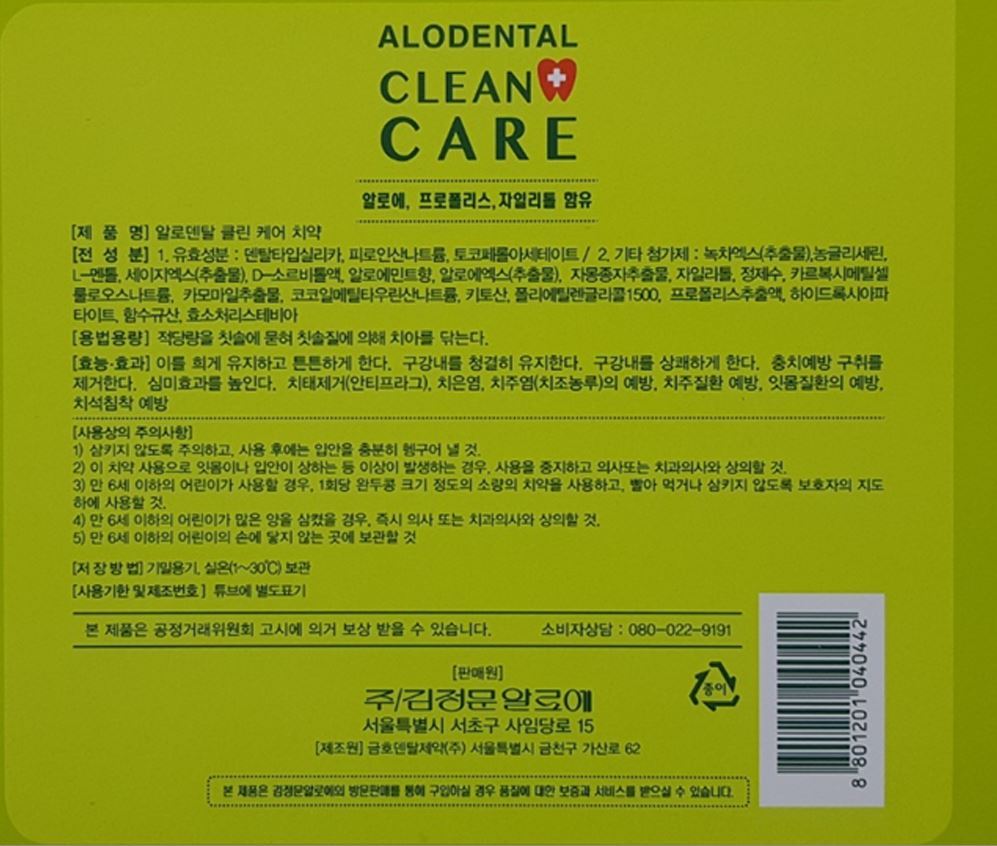 ALODENTAL
CLEAN
CARE
알로에, 프로폴리스, 자일리톨 함유
[제 품 명] 알로덴탈 클린 케어 치약
[전 성 분] 1. 유효성분 : 덴탈타입실리카, 피로인산나트륨, 토코페롤아세테이트 / 2. 기타 첨가제 : 녹차엑스(추출물),농글리세린,
L-멘톨, 세이지엑스(추출물), D-소르비톨액, 알로에민트향, 알로에엑스(추출물), 자몽종자추출물, 자일리톨, 정제수, 카르복시메틸셀
룰로오스나트륨, 카모마일추출물, 코코일메틸타우린산나트륨, 키토산, 폴리에틸렌글리콜1500, 프로폴리스추출액, 하이드록시아파
타이트, 함수규산, 효소처리스테비아
[용법용량] 적당량을 칫솔에 묻혀 칫솔질에 의해 치아를 닦는다.
[효능·효과] 이를 희게 유지하고 튼튼하게 한다. 구강내를 청결히 유지한다. 구강내를 상쾌하게 한다. 충치예방 구취를
제거한다. 심미효과를 높인다. 치태제거(안티프라그), 치은염, 치주염(치조농루)의 예방, 치주질환 예방, 잇몸질환의 예방,
치석침착 예방
[사용상의 주의사항]
1) 삼키지 않도록 주의하고, 사용 후에는 입안을 충분히 헹구어 낼 것.
2) 이 치약 사용으로 잇몸이나 입안이 상하는 등 이상이 발생하는 경우, 사용을 중지하고 의사또는 치과의사와 상의할 것.
3) 만 6세 이하의 어린이가 사용할 경우, 1회당 완두콩 크기 정도의 소량의 치약을 사용하고, 빨아 먹거나 삼키지 않도록 보호자의 지도
하에 사용할 것.
4) 만 6세 이하의 어린이가 많은 양을 삼켰을 경우, 즉시 의사 또는 치과의사와 상의할 것.
5) 만 6세 이하의 어린이의 손에 닿지 않는 곳에 보관할 것
[저 장 방 법] 기밀용기, 실온(1~30℃) 보관
[사용기한 및 제조번호] 튜브에 별도표기
본 제품은 공정거래위원회 고시에 의거 보상 받을 수 있습니다. 소비자상담 : 080-022-9191
[판매원]
주/김정문알로에
서울특별시 서초구 사임당로 15
[제조원] 금호덴탈제약(주) 서울특별시 금천구 가산로 62
종이
본 제품은 김정문알로에의 방문판매를 통해 구입하실 경우 품질에 대한 보증과 서비스를 받으실 수 있습니다.
8 801201 040442